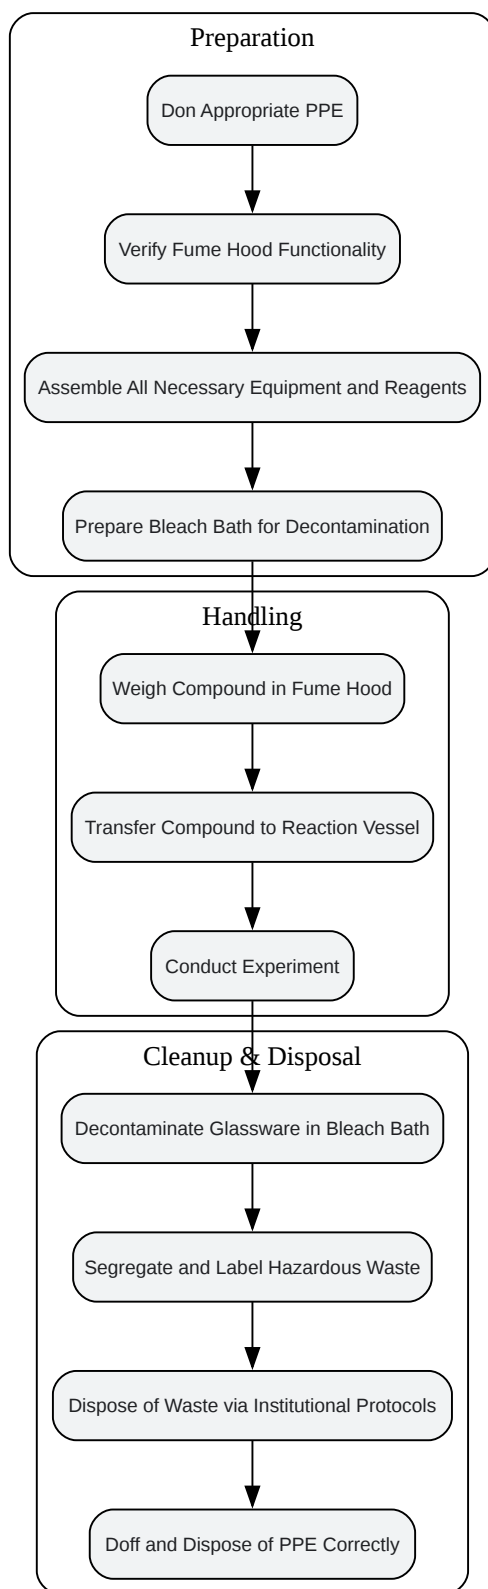 Preparation
Don Appropriate PPE
Verify Fume Hood Functionality
Assemble All Necessary Equipment and Reagents
Prepare Bleach Bath for Decontamination
Handling
Weigh Compound in Fume Hood
Transfer Compound to Reaction Vessel
Conduct Experiment
Cleanup & Disposal
Decontaminate Glassware in Bleach Bath
Segregate and Label Hazardous Waste
Dispose of Waste via Institutional Protocols
Doff and Dispose of PPE Correctly